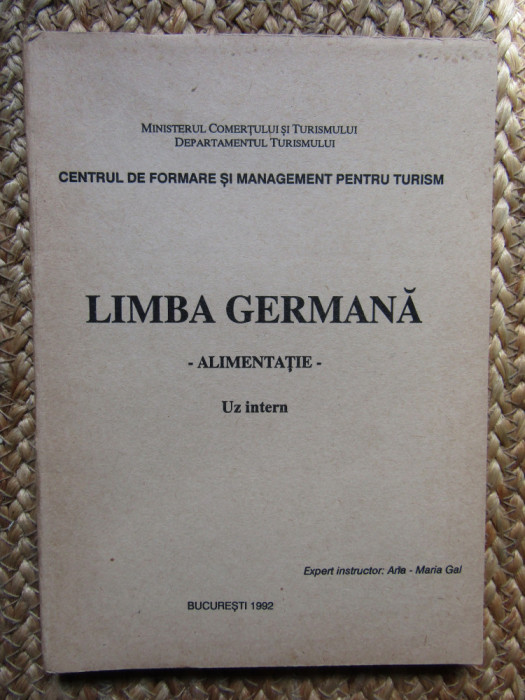 MINISTERUL COMERȚULUI ȘI TURISMULUI
DEPARTAMENTUL TURISMULUI
CENTRUL DE FORMARE ȘI MANAGEMENT PENTRU TURISM
LIMBA GERMANĂ
- ALIMENTAȚIE -
Uz intern
Expert instructor: Aria - Maria Gal
BUCUREȘTI 1992